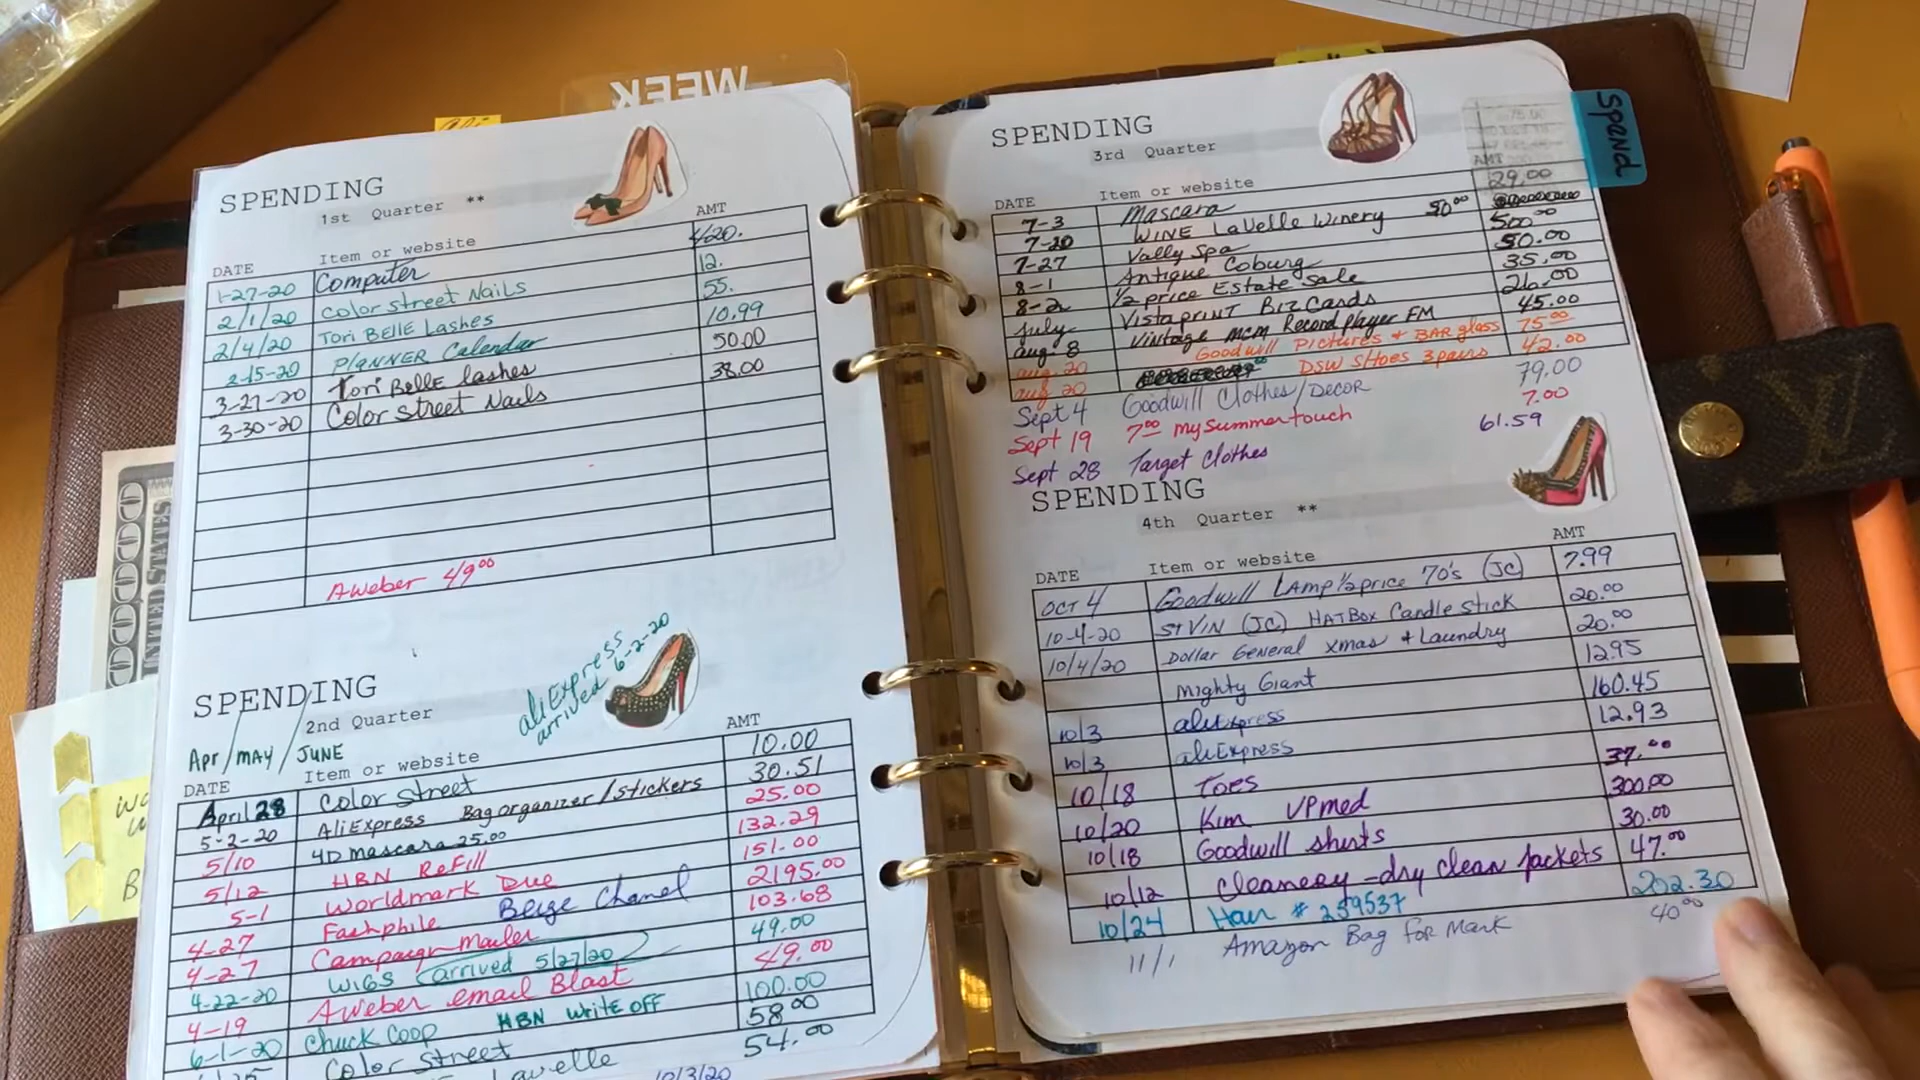 WEEK
SPENDING
1st Quarter **
DATE Item or website AMT
1-27-20 Computer 420.
2/1/20 Color Street Nails 12.
2/4/20 Tori BELLE Lashes 55.
2-15-20 PLANNER Calendar 10.99
3-21-20 Tori BELLE lashes 50.00
3-30-20 Color Street Nails 38.00
Aweber 49.00
aliExpress
arrived 6-2-20
SPENDING
2nd Quarter
Apr/MAY/JUNE
DATE Item or website AMT
April 28 Color Street 10.00
5-2-20 AliExpress Bag organizer/stickers 30.51
5/10 4D mascara 25.00 25.00
5/12 HBN Refill 132.29
5-1 Worldmark Due 151.00
4-27 Fashphile Beige Chanel 2195.00
4-27 Campaign Mailer 103.68
4-22-20 WIGS arrived 5/27/20 49.00
4-19 Aweber email Blast 49.00
6-1-20 Chuck Coop HBN Write OFF 100.00
Color Street 58.00
Lavelle 54.00
10/3/20
Spend
SPENDING
3rd Quarter
DATE Item or website AMT
7-3 Mascara 29.00
7-20 WINE LaVelle Winery 50.00
7-27 Vally Spa 500.00
8-1 Antique Coburg 50.00
8-2 1/2 price Estate Sale 35.00
July Vistaprint Biz Cards 26.00
aug. 8 Vintage MCM Record player FM 45.00
aug. 20 Goodwill Pictures + BAR glass 75.00
aug 20 DSW Shoes 3 pairs 42.00
Sept 4 Goodwill Clothes/Decor 79.00
Sept 19 7.00 mysummertouch 7.00
Sept 28 Target Clothes 61.59
SPENDING
4th Quarter **
DATE Item or website AMT
OCT 4 Goodwill Lamp 1/2 price 70's (JC) 7.99
10-4-20 St VIN (JC) HATBOX Candle stick 20.00
10/4/20 Dollar General xmas + Laundry 20.00
Mighty Giant 12.95
10/3 aliExpress 160.45
10/3 aliExpress 12.93
10/18 Toes 37.00
10/20 Kim VPmed 300.00
10/18 Goodwill shirts 30.00
10/12 Cleanery - dry clean jackets 47.00
10/24 Hair # 259537 202.30
11/1 Amazon Bag For Mark 40.00